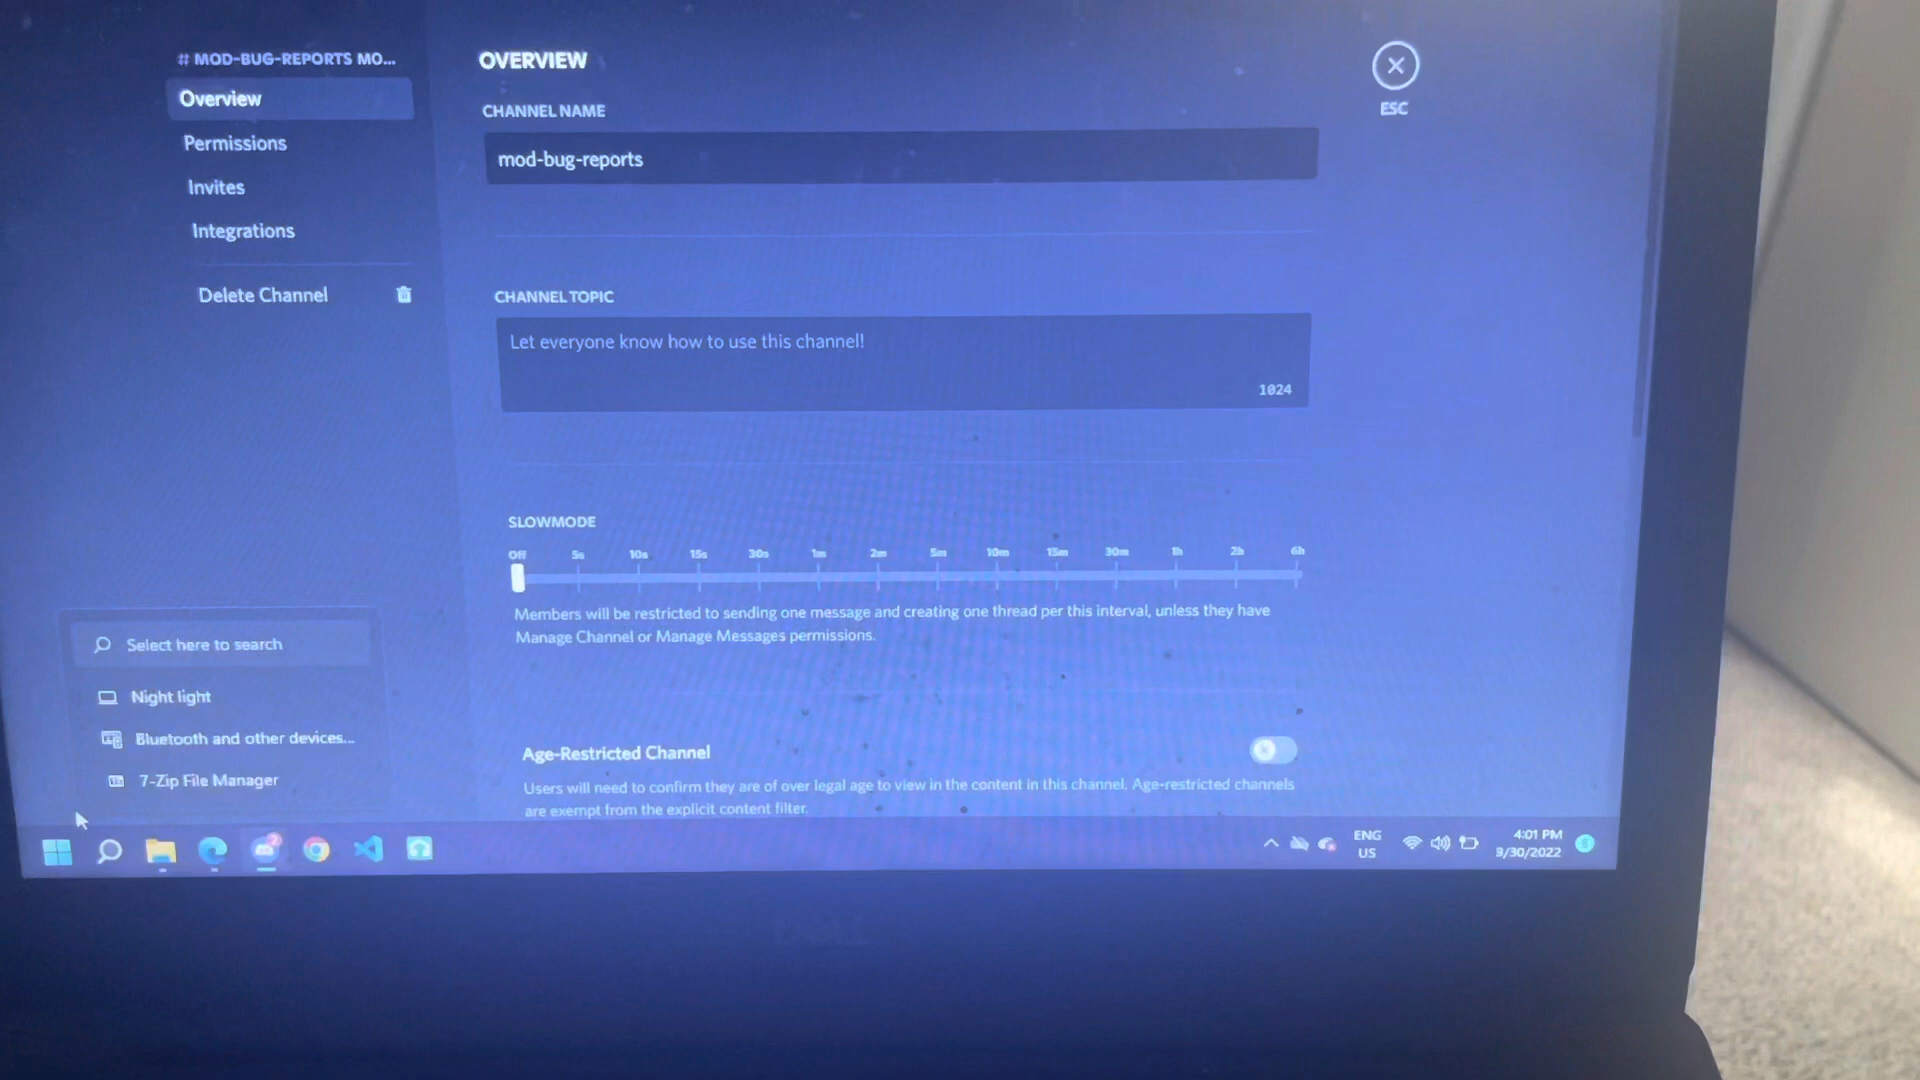 # MOD-BUG-REPORTS MO...
Overview
Permissions
Invites
Integrations
Delete Channel
OVERVIEW
ESC
CHANNEL NAME
mod-bug-reports
CHANNEL TOPIC
Let everyone know how to use this channel!
1024
SLOWMODE
Off 5s 10s 15s 30s 1m 2m 5m 10m 15m 30m 1h 2h 6h
Members will be restricted to sending one message and creating one thread per this interval, unless they have
Manage Channel or Manage Messages permissions.
Age-Restricted Channel
Users will need to confirm they are of over legal age to view in the content in this channel. Age-restricted channels
are exempt from the explicit content filter.
Select here to search
Night light
Bluetooth and other devices...
7-Zip File Manager
2
ENG
US
4:01 PM
3/30/2022